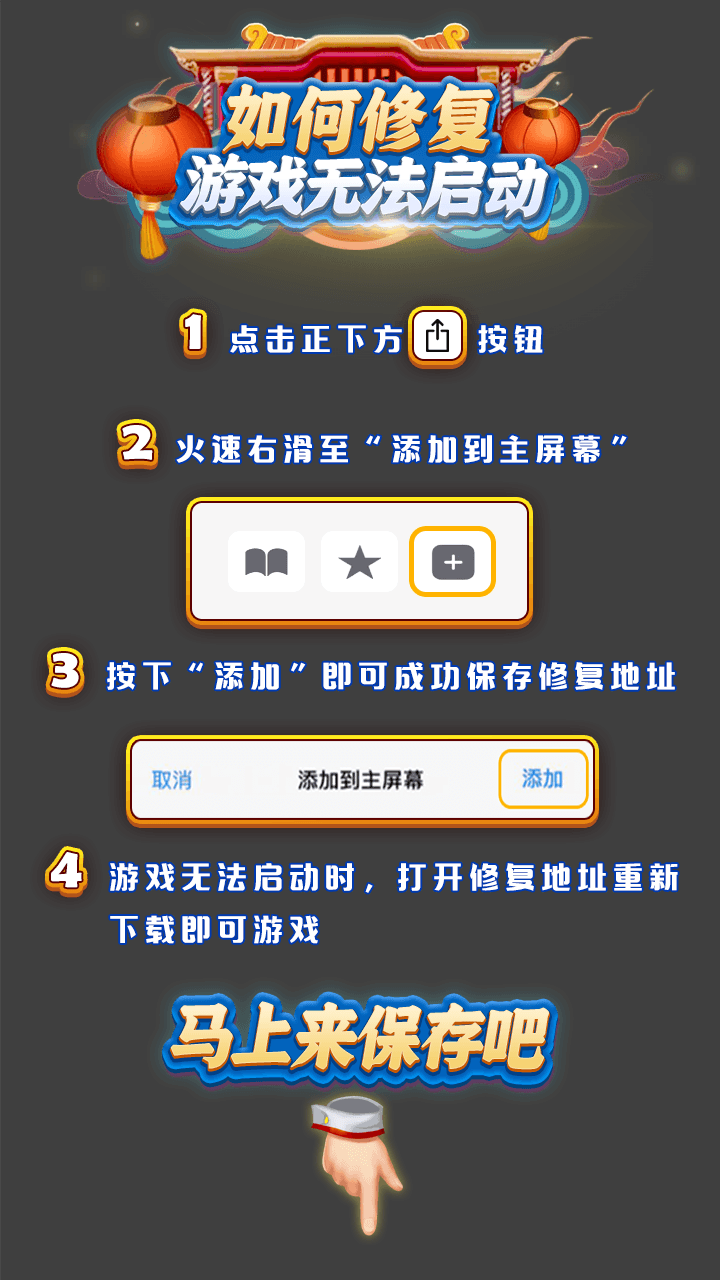 如何修复
游戏无法启动
1 点击正下方 按钮
2 火速右滑至“添加到主屏幕”
3 按下“添加”即可成功保存修复地址
取消 添加到主屏幕 添加
4 游戏无法启动时，打开修复地址重新
下载即可游戏
马上来保存吧